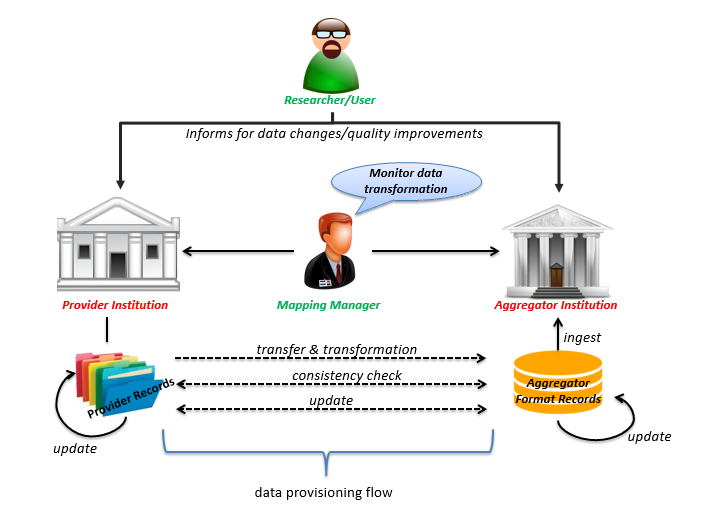 Researcher/User
Informs for data changes/quality improvements
Monitor data
transformation
Provider Institution
Mapping Manager
Aggregator Institution
ingest
transfer & transformation
consistency check
update
Provider Records
Aggregator
Format Records
update
update
data provisioning flow